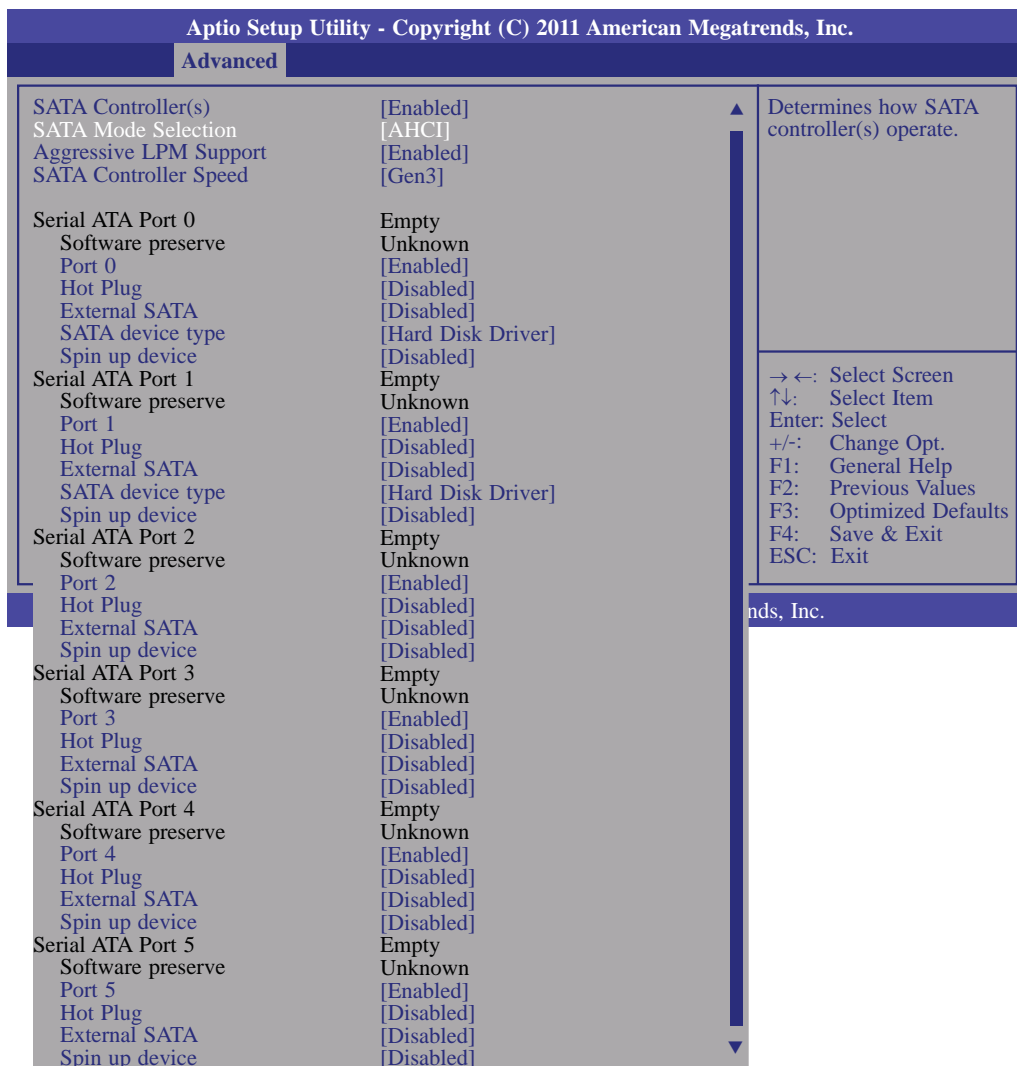 Aptio Setup Utility - Copyright (C) 2011 American Megatrends, Inc.
Advanced
SATA Controller(s) [Enabled]
SATA Mode Selection [AHCI]
Aggressive LPM Support [Enabled]
SATA Controller Speed [Gen3]
Serial ATA Port 0 Empty
Software preserve Unknown
Port 0 [Enabled]
Hot Plug [Disabled]
External SATA [Disabled]
SATA device type [Hard Disk Driver]
Spin up device [Disabled]
Serial ATA Port 1 Empty
Software preserve Unknown
Port 1 [Enabled]
Hot Plug [Disabled]
External SATA [Disabled]
SATA device type [Hard Disk Driver]
Spin up device [Disabled]
Serial ATA Port 2 Empty
Software preserve Unknown
Port 2 [Enabled]
Hot Plug [Disabled]
External SATA [Disabled]
Spin up device [Disabled]
Serial ATA Port 3 Empty
Software preserve Unknown
Port 3 [Enabled]
Hot Plug [Disabled]
External SATA [Disabled]
Spin up device [Disabled]
Serial ATA Port 4 Empty
Software preserve Unknown
Port 4 [Enabled]
Hot Plug [Disabled]
External SATA [Disabled]
Spin up device [Disabled]
Serial ATA Port 5 Empty
Software preserve Unknown
Port 5 [Enabled]
Hot Plug [Disabled]
External SATA [Disabled]
Spin up device [Disabled]
Determines how SATA
controller(s) operate.
→ ←: Select Screen
↑↓: Select Item
Enter: Select
+/-: Change Opt.
F1: General Help
F2: Previous Values
F3: Optimized Defaults
F4: Save & Exit
ESC: Exit
nds, Inc.